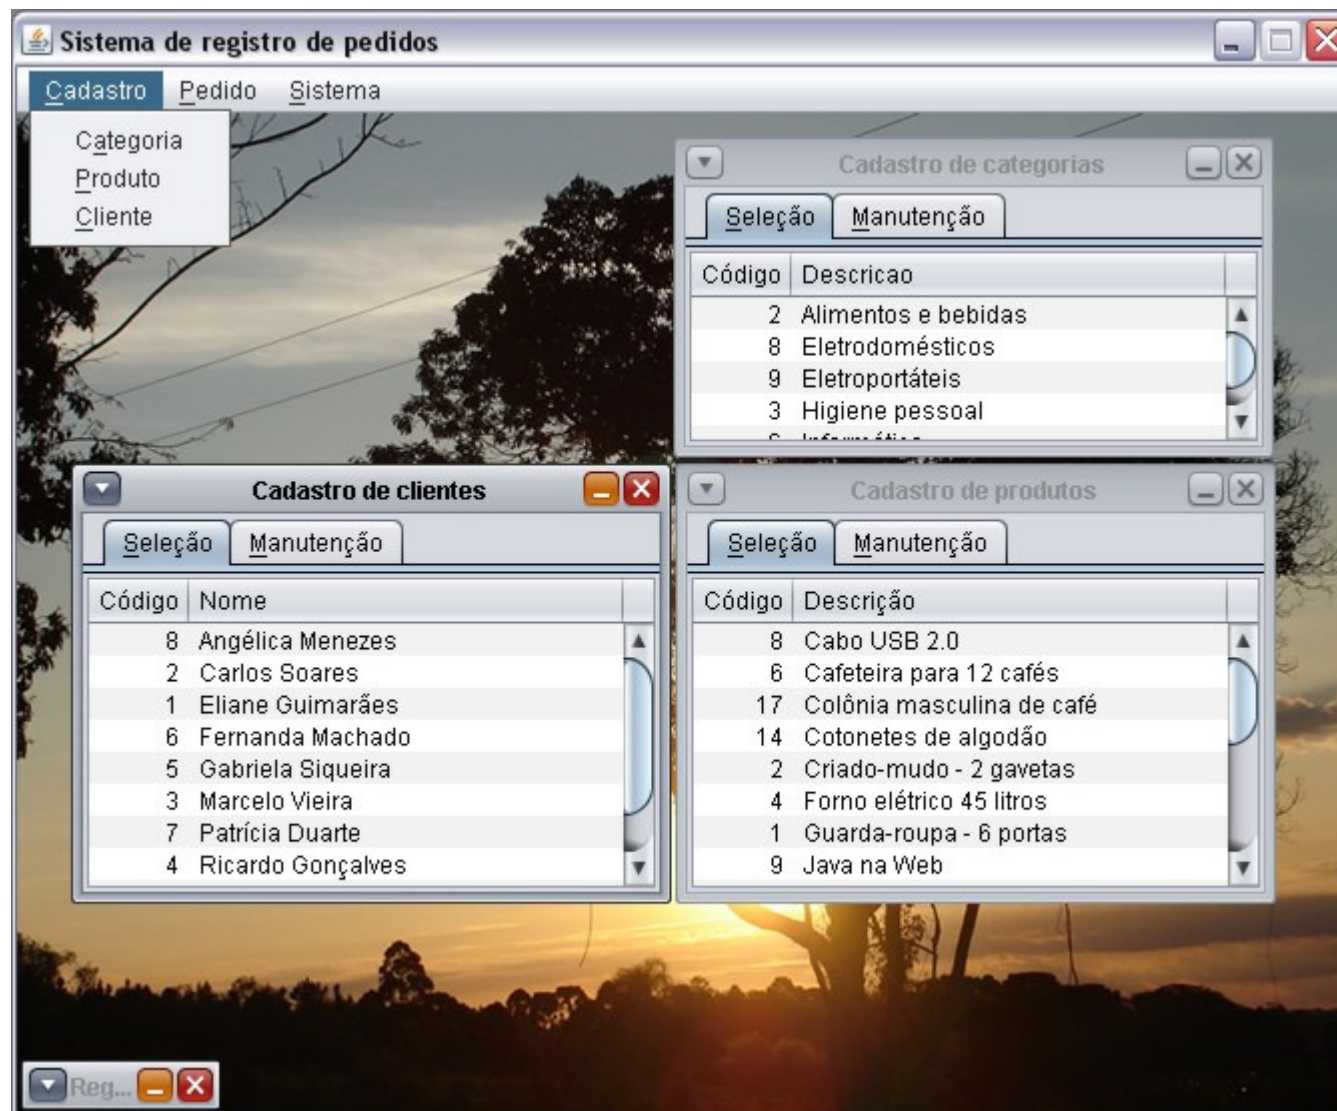 Sistema de registro de pedidos
Cadastro Pedido Sistema
Categoria
Produto
Cliente
Cadastro de categorias
Seleção Manutenção
Código Descricao
2 Alimentos e bebidas
8 Eletrodomésticos
9 Eletroportáteis
3 Higiene pessoal
Cadastro de clientes
Seleção Manutenção
Código Nome
8 Angélica Menezes
2 Carlos Soares
1 Eliane Guimarães
6 Fernanda Machado
5 Gabriela Siqueira
3 Marcelo Vieira
7 Patrícia Duarte
4 Ricardo Gonçalves
Cadastro de produtos
Seleção Manutenção
Código Descrição
8 Cabo USB 2.0
6 Cafeteira para 12 cafés
17 Colônia masculina de café
14 Cotonetes de algodão
2 Criado-mudo - 2 gavetas
4 Forno elétrico 45 litros
1 Guarda-roupa - 6 portas
9 Java na Web
Reg...